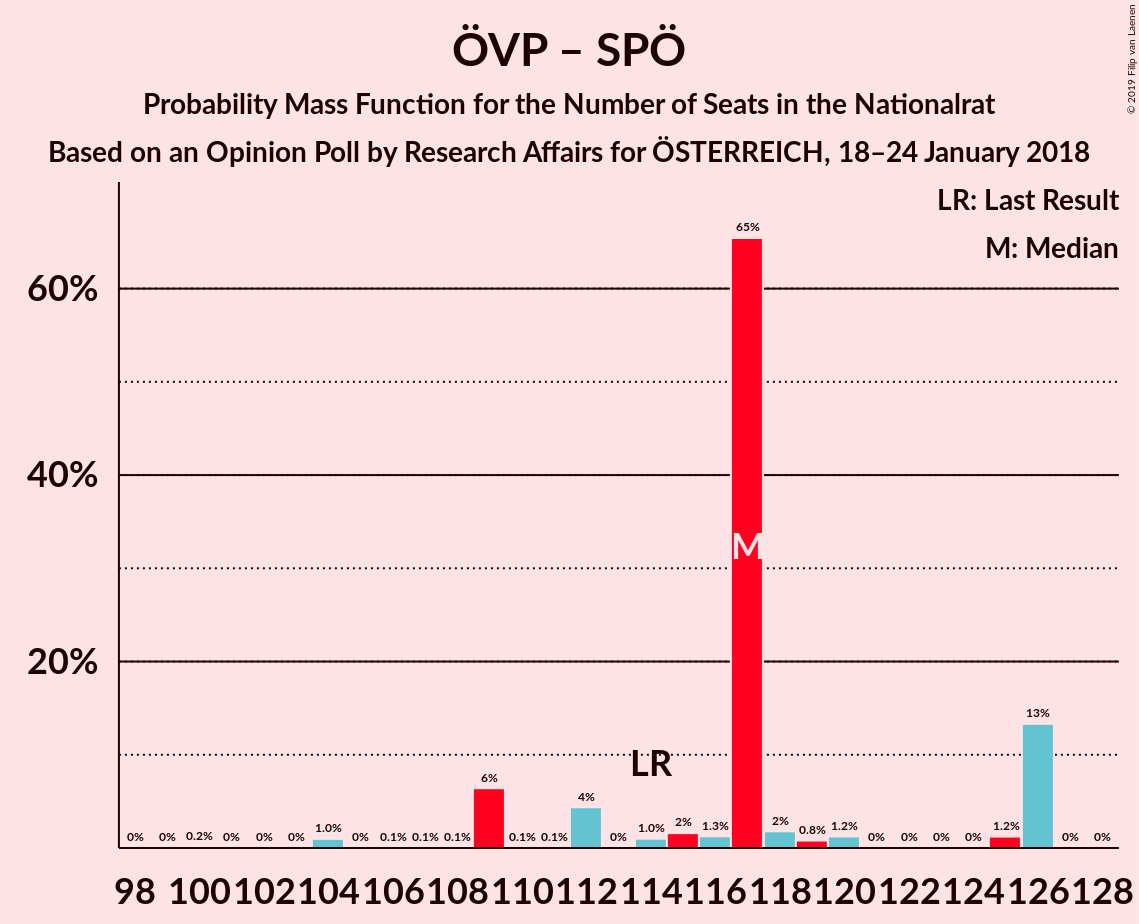 ÖVP – SPÖ
Probability Mass Function for the Number of Seats in the Nationalrat
Based on an Opinion Poll by Research Affairs for ÖSTERREICH, 18–24 January 2018
© 2019 Filip van Laenen
LR: Last Result
M: Median
60%
40%
20%
0% 0% 0.2% 0% 0% 0% 1.0% 0% 0.1% 0.1% 0.1% 6% 0.1% 0.1% 4% 0% 1.0% 2% 1.3% 65% 2% 0.8% 1.2% 0% 0% 0% 0% 1.2% 13% 0% 0%
LR
M
98 100 102 104 106 108 110 112 114 116 118 120 122 124 126 128